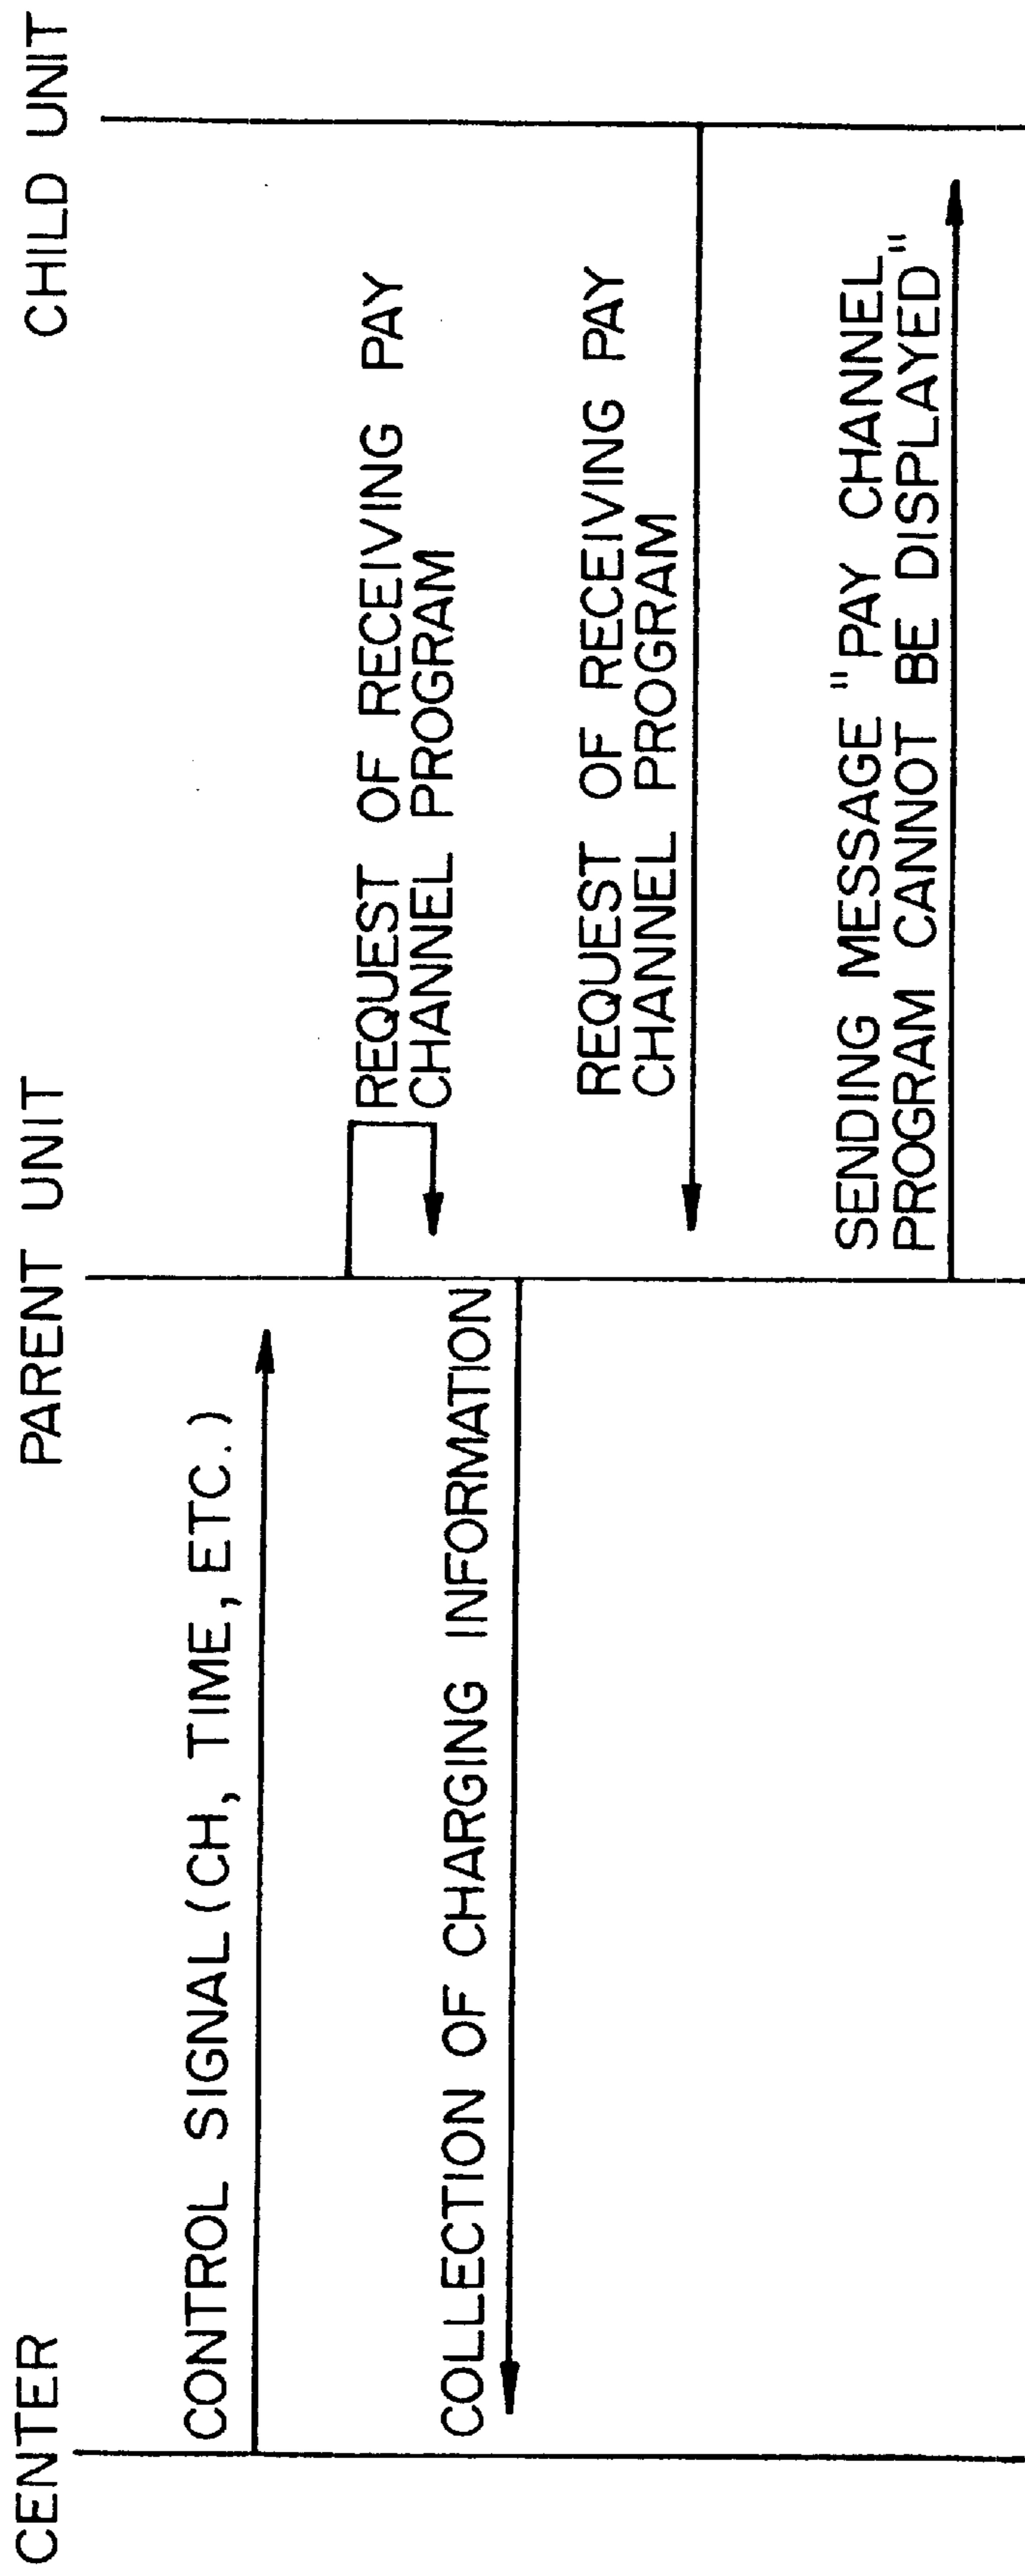 CENTER
PARENT UNIT
CHILD UNIT
CONTROL SIGNAL (CH, TIME, ETC.)
REQUEST OF RECEIVING PAY
CHANNEL PROGRAM
COLLECTION OF CHARGING INFORMATION
REQUEST OF RECEIVING PAY
CHANNEL PROGRAM
SENDING MESSAGE "PAY CHANNEL
PROGRAM CANNOT BE DISPLAYED"